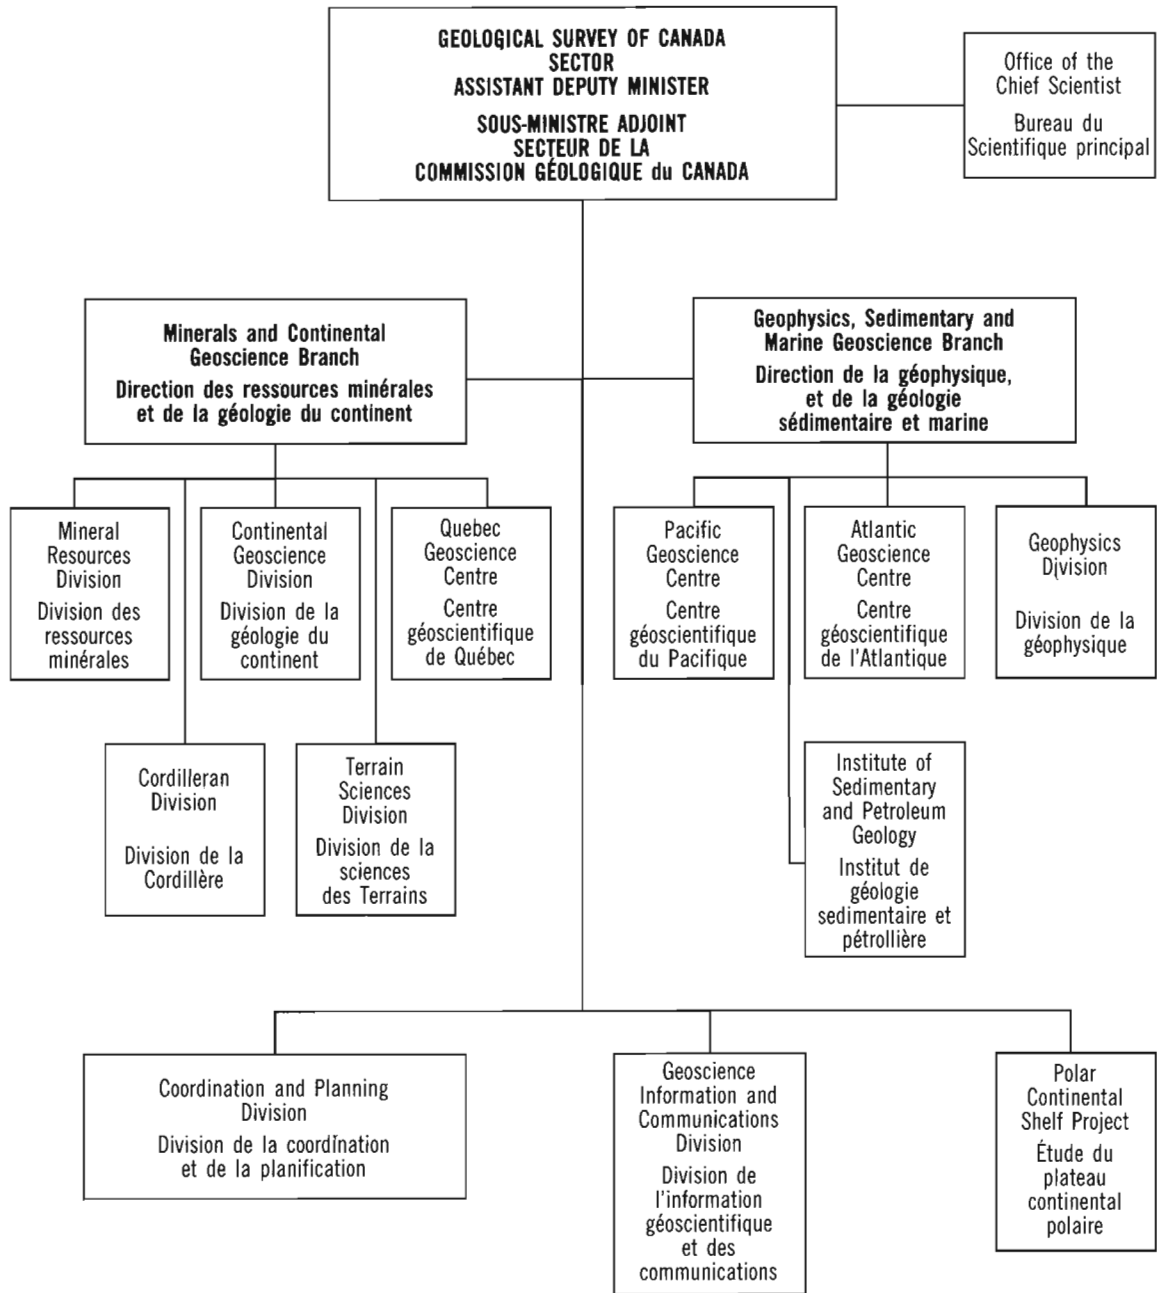 GEOLOGICAL SURVEY OF CANADA
SECTOR
ASSISTANT DEPUTY MINISTER
SOUS-MINISTRE ADJOINT
SECTEUR DE LA
COMMISSION GÉOLOGIQUE du CANADA
Office of the
Chief Scientist
Bureau du
Scientifique principal
Minerals and Continental
Geoscience Branch
Direction des ressources minérales
et de la géologie du continent
Geophysics, Sedimentary and
Marine Geoscience Branch
Direction de la géophysique,
et de la géologie
sédimentaire et marine
Mineral
Resources
Division
Division des
ressources
minérales
Continental
Geoscience
Division
Division de la
géologie du
continent
Quebec
Geoscience
Centre
Centre
géoscientifique
de Québec
Pacific
Geoscience
Centre
Centre
géoscientifique
du Pacifique
Atlantic
Geoscience
Centre
Centre
géoscientifique
de l'Atlantique
Geophysics
Division
Division de la
géophysique
Cordilleran
Division
Division de la
Cordillère
Terrain
Sciences
Division
Division de la
sciences
des Terrains
Institute of
Sedimentary
and Petroleum
Geology
Institut de
géologie
sedimentaire et
pétrollière
Coordination and Planning
Division
Division de la coordination
et de la planification
Geoscience
Information and
Communications
Division
Division de
l'information
géoscientifique
et des
communications
Polar
Continental
Shelf Project
Étude du
plateau
continental
polaire